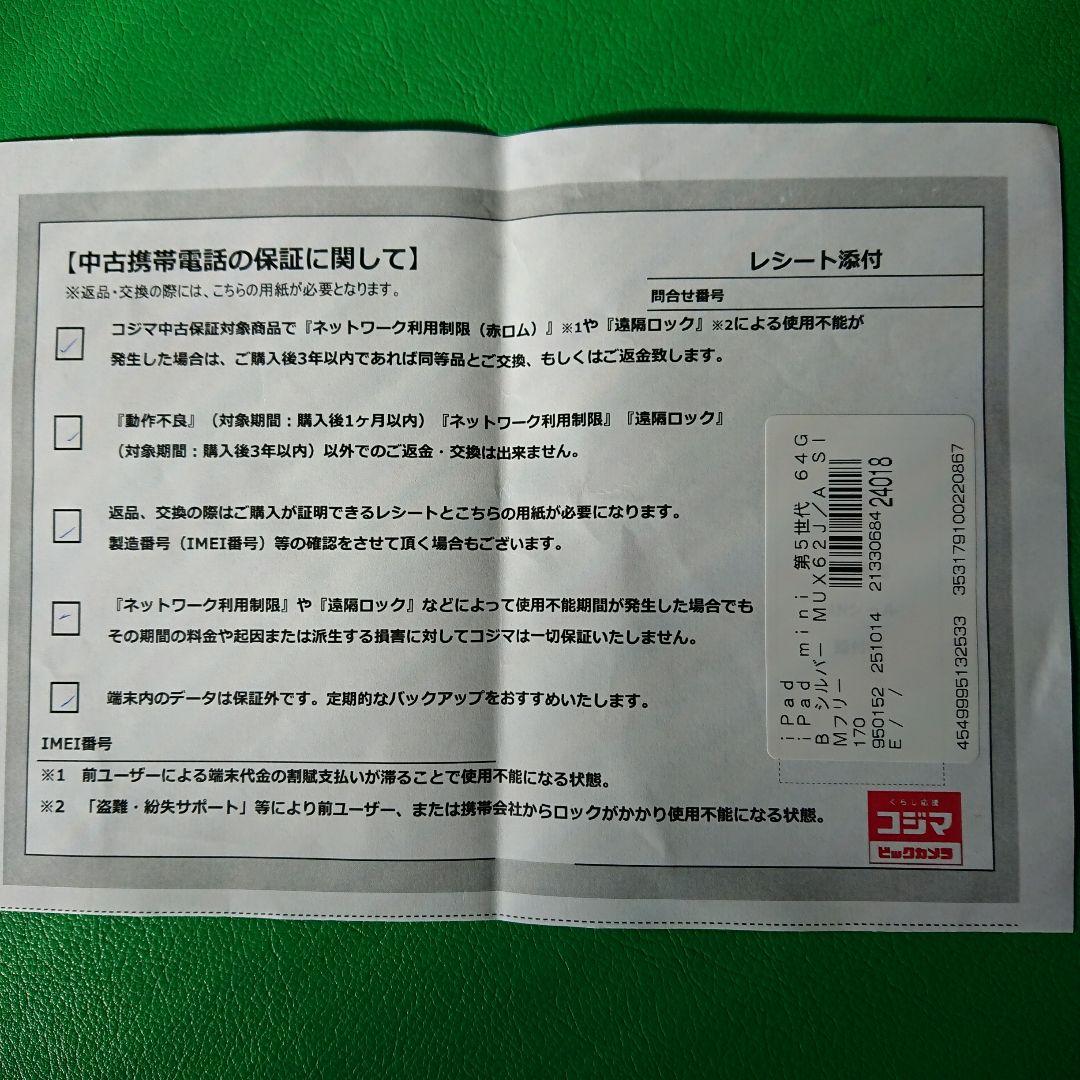 【中古携帯電話の保証に関して】
※返品・交換の際には、こちらの用紙が必要となります。
レシート添付
問合せ番号
コジマ中古保証対象商品で『ネットワーク利用制限（赤ロム）』※1や『遠隔ロック』※2による使用不能が
発生した場合は、ご購入後3年以内であれば同等品とご交換、もしくはご返金致します。
『動作不良』（対象期間：購入後1ヶ月以内）『ネットワーク利用制限』『遠隔ロック』
（対象期間：購入後3年以内）以外でのご返金・交換は出来ません。
返品、交換の際はご購入が証明できるレシートとこちらの用紙が必要になります。
製造番号（IMEI番号）等の確認をさせて頂く場合もございます。
『ネットワーク利用制限』や『遠隔ロック』などによって使用不能期間が発生した場合でも
その期間の料金や起因または派生する損害に対してコジマは一切保証いたしません。
端末内のデータは保証外です。定期的なバックアップをおすすめいたします。
IMEI番号
※1 前ユーザーによる端末代金の割賦支払いが滞ることで使用不能になる状態。
※2 「盗難・紛失サポート」等により前ユーザー、または携帯会社からロックがかかり使用不能になる状態。
iPad
iPad mini 第5世代 64G
B シルバー MUX62J/A SI
Mフリー
170
950152 251014 21330684 24018
E/ /
4549995132533 353179100220867
くらし応援
コジマ
ビックカメラ